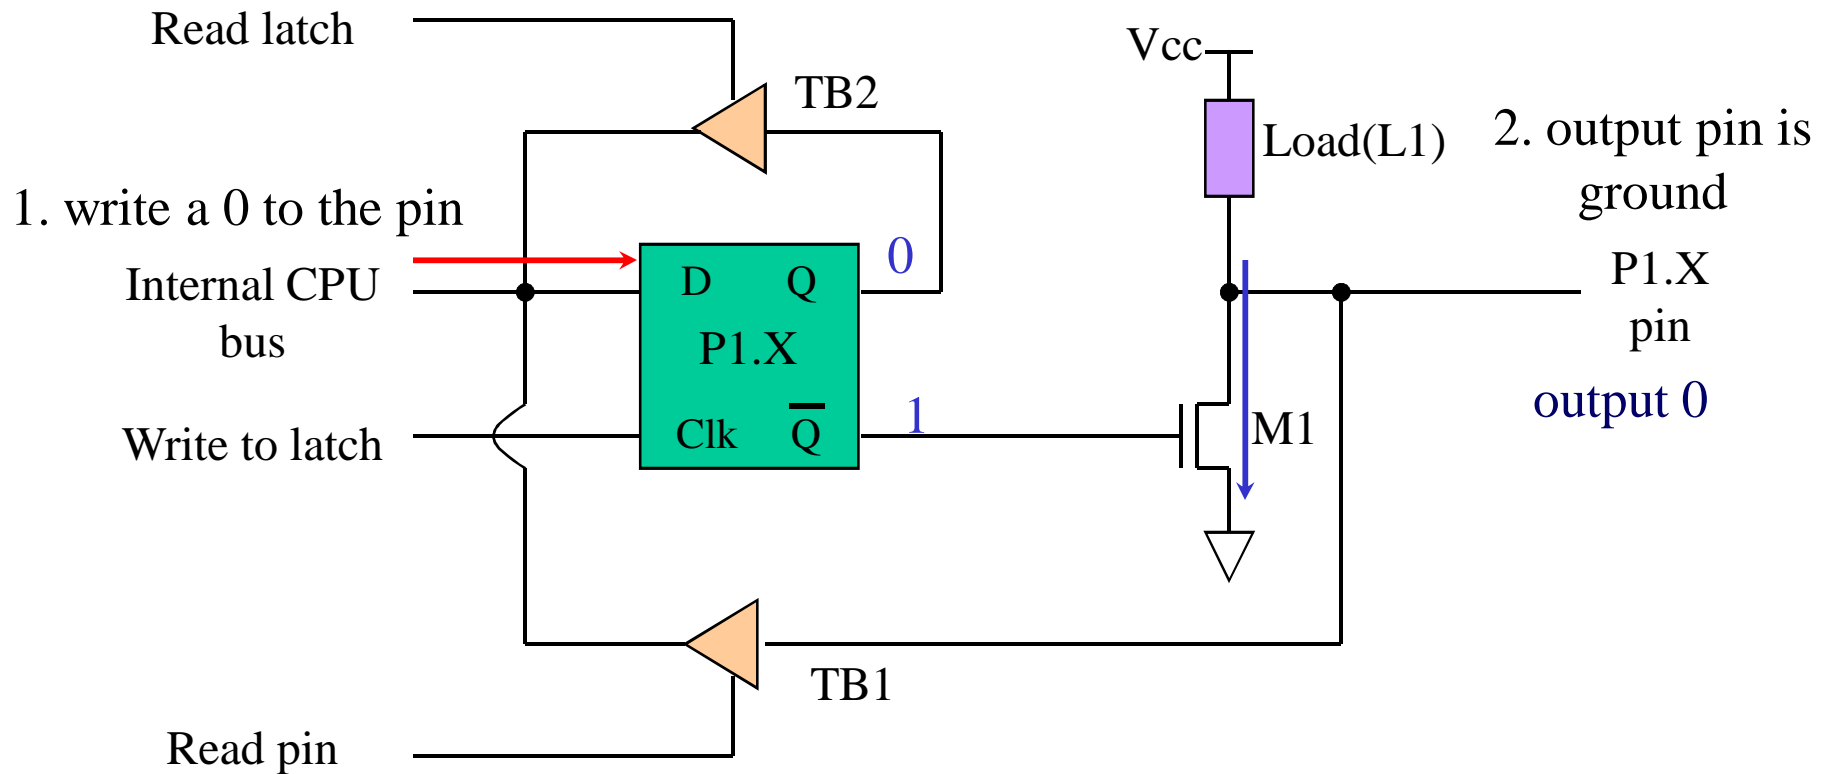 Read latch
Vcc
TB2
Load(L1)
2. output pin is
ground
1. write a 0 to the pin
Internal CPU
bus
D Q
0
P1.X
P1.X
pin
output 0
Write to latch
Clk Q̅
1
M1
TB1
Read pin